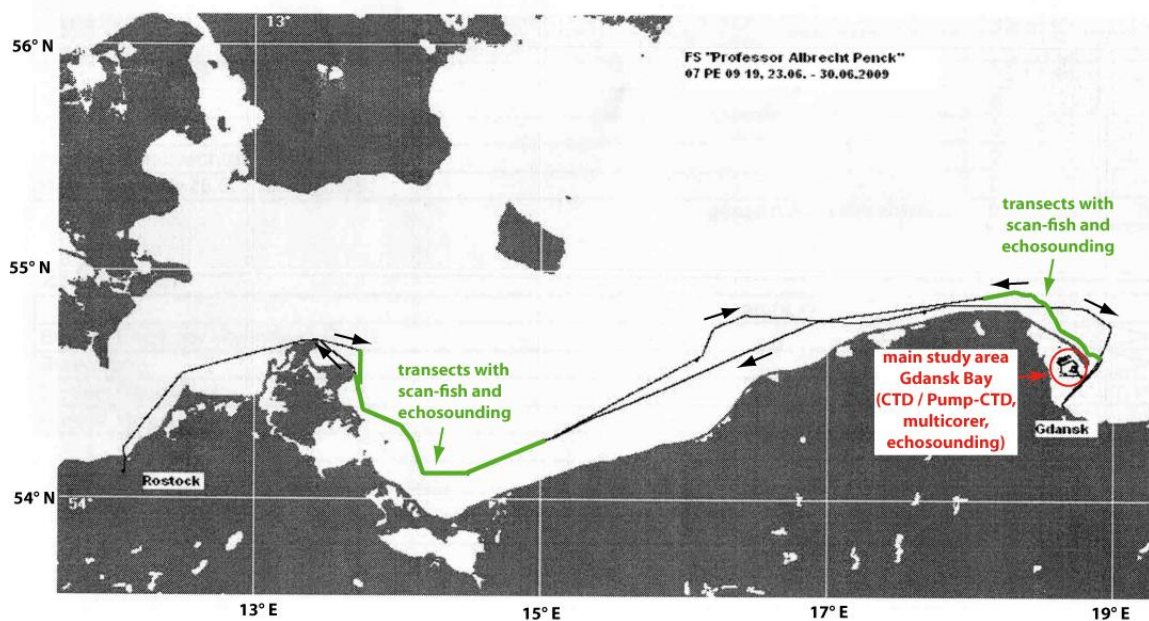 13°
14
56° N
FS "Professor Albrecht Penck"
07 PE 09 19, 23.06. - 30.06.2009
transects with
scan-fish and
echosounding
55° N
transects with
scan-fish and
echosounding
main study area
Gdansk Bay
(CTD / Pump-CTD,
multicorer,
echosounding)
Gdansk
Rostock
54° N
54°
13° E
15° E
17° E
19° E